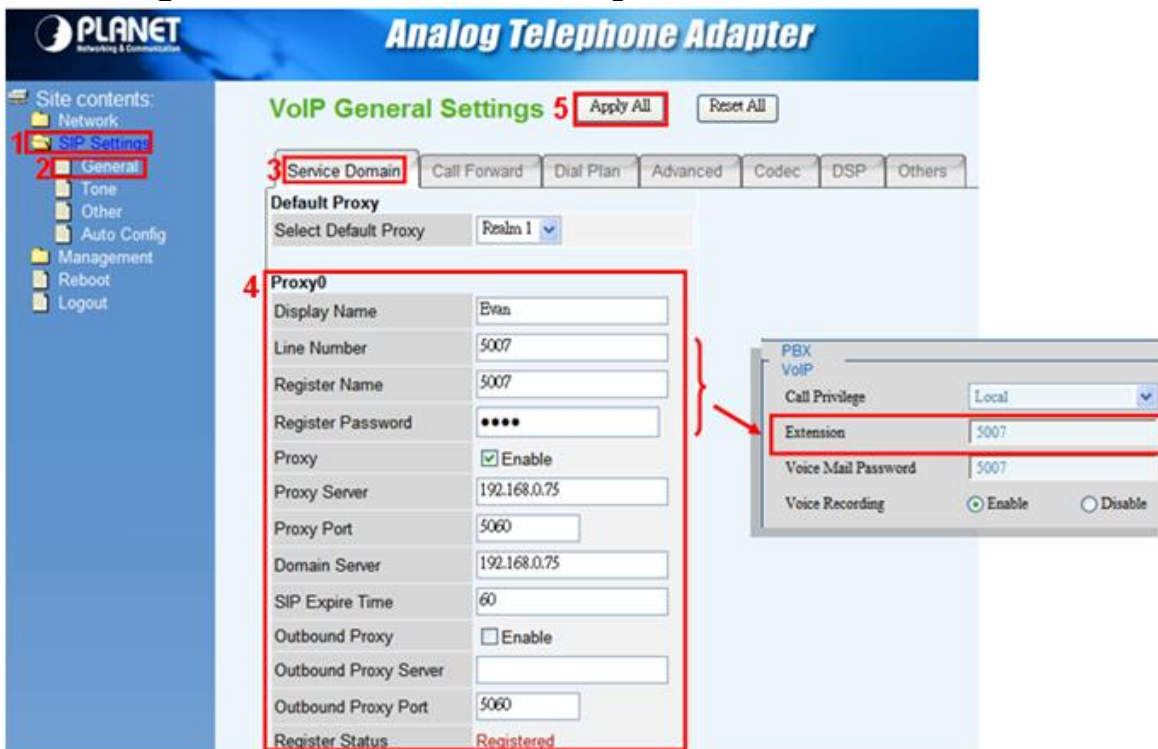 PLANET
Networking & Communication
Analog Telephone Adapter
Site contents:
Network
1 SIP Settings
2 General
Tone
Other
Auto Config
Management
Reboot
Logout
VoIP General Settings 5 Apply All Reset All
3 Service Domain Call Forward Dial Plan Advanced Codec DSP Others
Default Proxy
Select Default Proxy Realm 1
4 Proxy0
Display Name Evan
Line Number 5007
Register Name 5007
Register Password ••••
Proxy Enable
Proxy Server 192.168.0.75
Proxy Port 5060
Domain Server 192.168.0.75
SIP Expire Time 60
Outbound Proxy Enable
Outbound Proxy Server
Outbound Proxy Port 5060
Register Status Registered
PBX
VoIP
Call Privilege Local
Extension 5007
Voice Mail Password 5007
Voice Recording Enable Disable